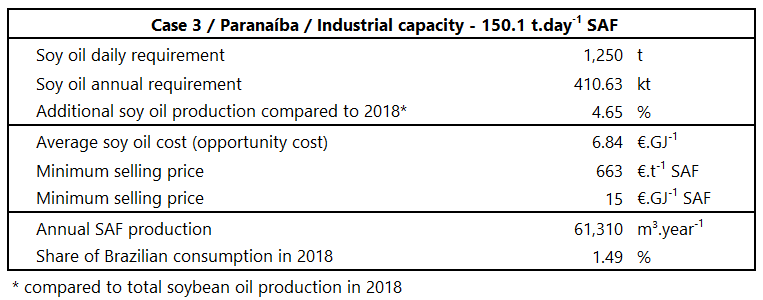 Case 3 / Paranaíba / Industrial capacity - 150.1 t.day⁻¹ SAF
Soy oil daily requirement 1,250 t
Soy oil annual requirement 410.63 kt
Additional soy oil production compared to 2018* 4.65 %
Average soy oil cost (opportunity cost) 6.84 €.GJ⁻¹
Minimum selling price 663 €.t⁻¹ SAF
Minimum selling price 15 €.GJ⁻¹ SAF
Annual SAF production 61,310 m³.year⁻¹
Share of Brazilian consumption in 2018 1.49 %
* compared to total soybean oil production in 2018